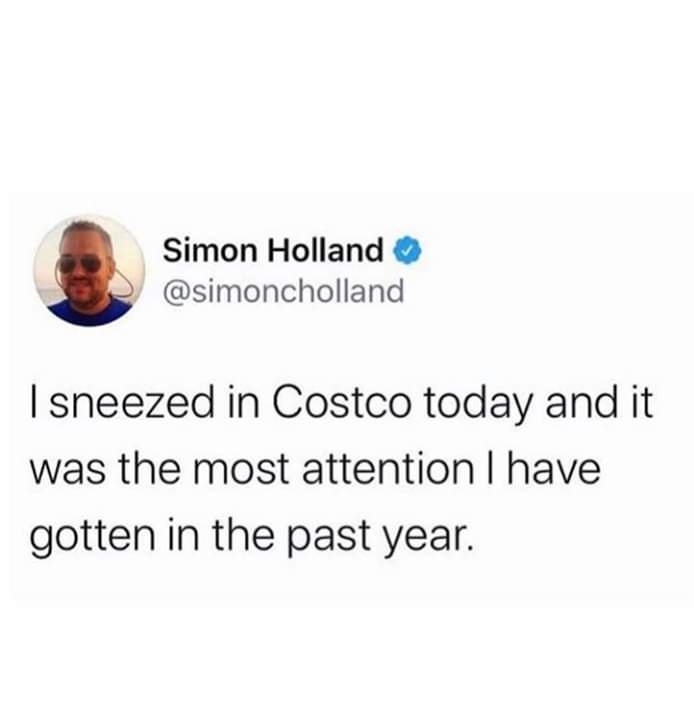 Simon Holland
@simoncholland
I sneezed in Costco today and it
was the most attention I have
gotten in the past year.